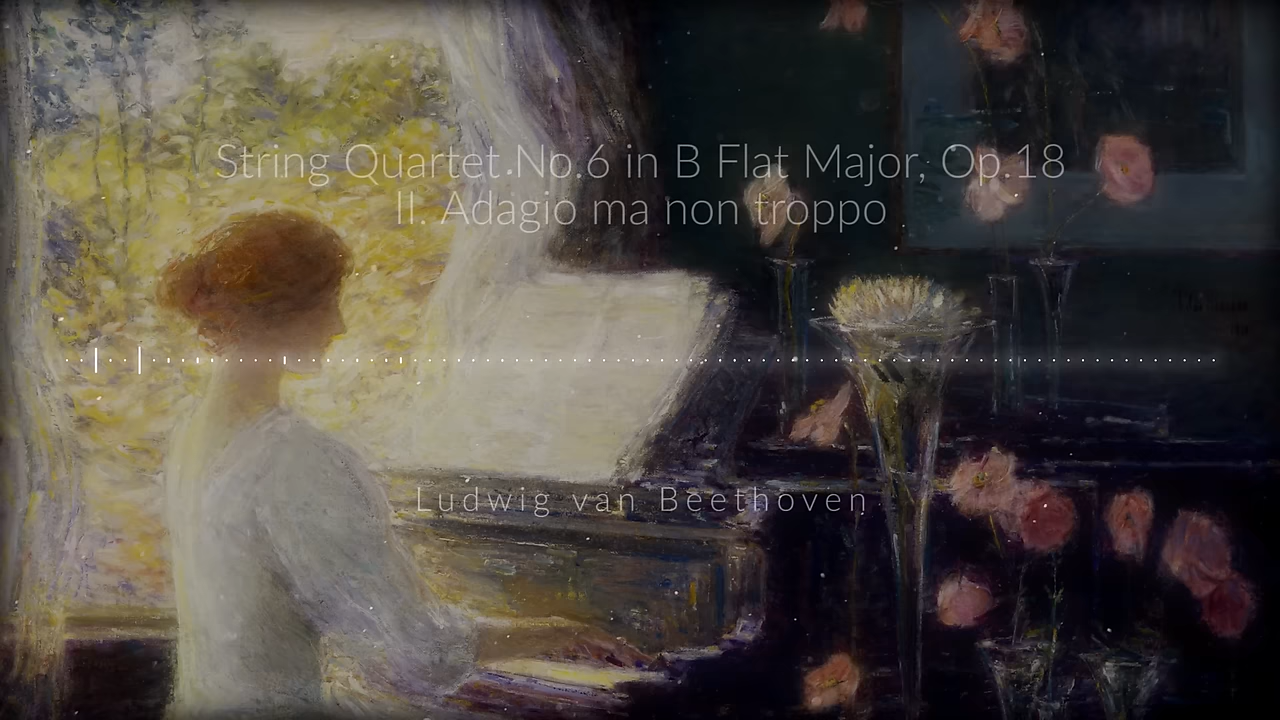 String Quartet No.6 in B Flat Major, Op.18
II. Adagio ma non troppo
Ludwig van Beethoven